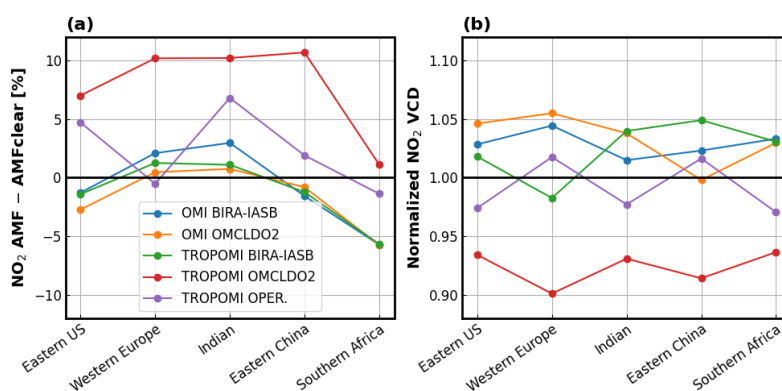 (a)
NO₂ AMF − AMFclear [%]
10
5
0
−5
−10
OMI BIRA-IASB
OMI OMCLDO2
TROPOMI BIRA-IASB
TROPOMI OMCLDO2
TROPOMI OPER.
Eastern US
Western Europe
Indian
Eastern China
Southern Africa
(b)
Normalized NO₂ VCD
1.10
1.05
1.00
0.95
0.90
Eastern US
Western Europe
Indian
Eastern China
Southern Africa